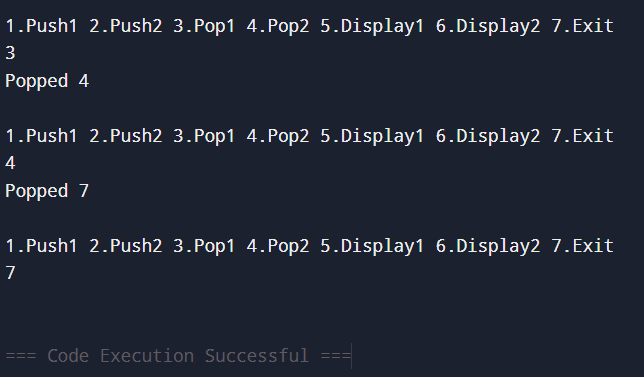 1.Push1 2.Push2 3.Pop1 4.Pop2 5.Display1 6.Display2 7.Exit
3
Popped 4
1.Push1 2.Push2 3.Pop1 4.Pop2 5.Display1 6.Display2 7.Exit
4
Popped 7
1.Push1 2.Push2 3.Pop1 4.Pop2 5.Display1 6.Display2 7.Exit
7
=== Code Execution Successful ===